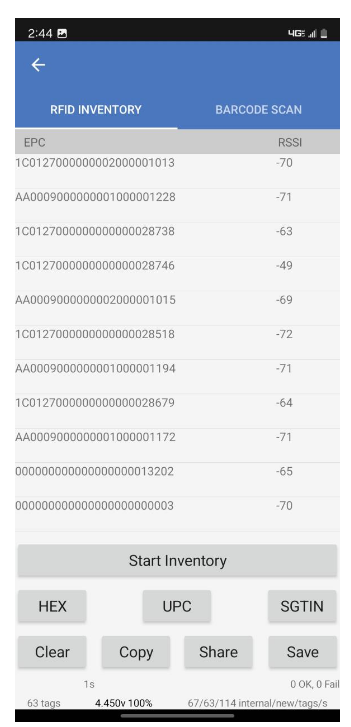 2:44 4G
RFID INVENTORY BARCODE SCAN
EPC RSSI
1C0127000000002000001013 -70
AA0009000000001000001228 -71
1C0127000000000000028738 -63
1C0127000000000000028746 -49
AA0009000000002000001015 -69
1C0127000000000000028518 -72
AA0009000000001000001194 -71
1C0127000000000000028679 -64
AA0009000000001000001172 -71
000000000000000000013202 -65
000000000000000000000003 -70
Start Inventory
HEX UPC SGTIN
Clear Copy Share Save
1s 0 OK, 0 Fail
63 tags 4.450v 100% 67/63/114 internal/new/tags/s